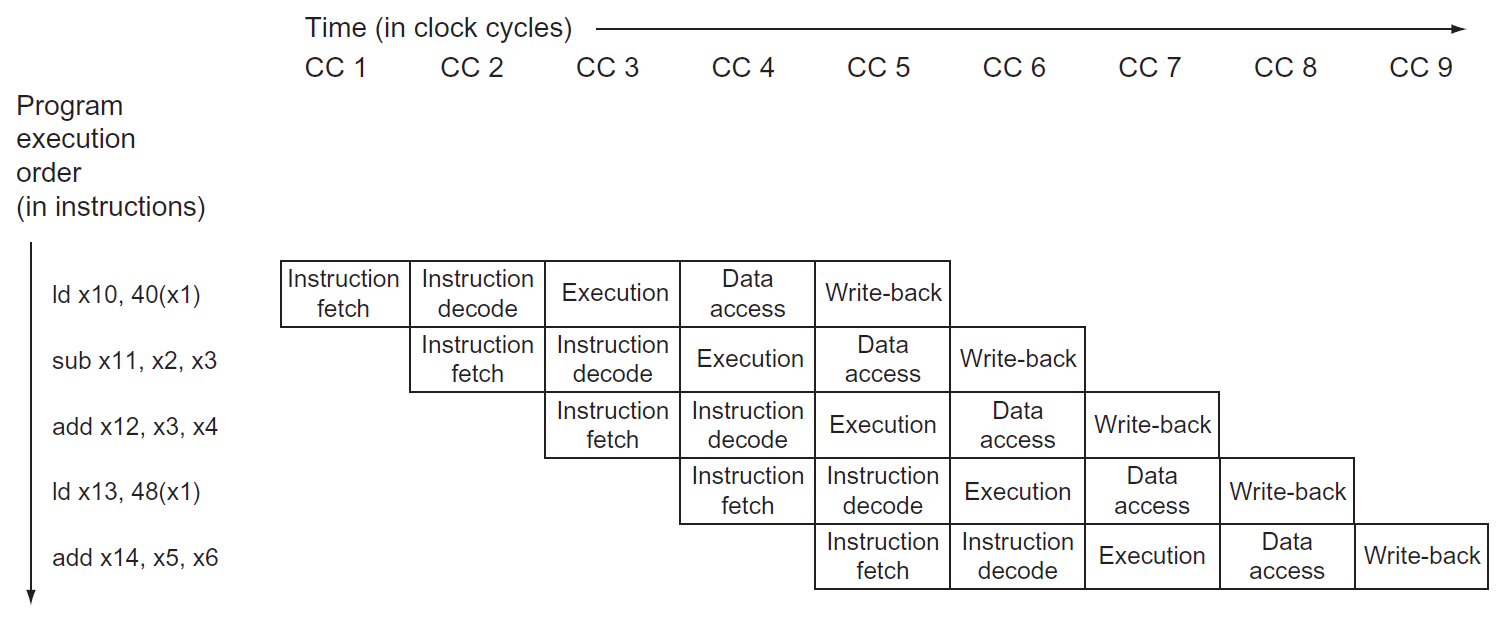 Time (in clock cycles)
CC 1 CC 2 CC 3 CC 4 CC 5 CC 6 CC 7 CC 8 CC 9
Program
execution
order
(in instructions)
ld x10, 40(x1)
Instruction
fetch
Instruction
decode
Execution
Data
access
Write-back
sub x11, x2, x3
Instruction
fetch
Instruction
decode
Execution
Data
access
Write-back
add x12, x3, x4
Instruction
fetch
Instruction
decode
Execution
Data
access
Write-back
ld x13, 48(x1)
Instruction
fetch
Instruction
decode
Execution
Data
access
Write-back
add x14, x5, x6
Instruction
fetch
Instruction
decode
Execution
Data
access
Write-back